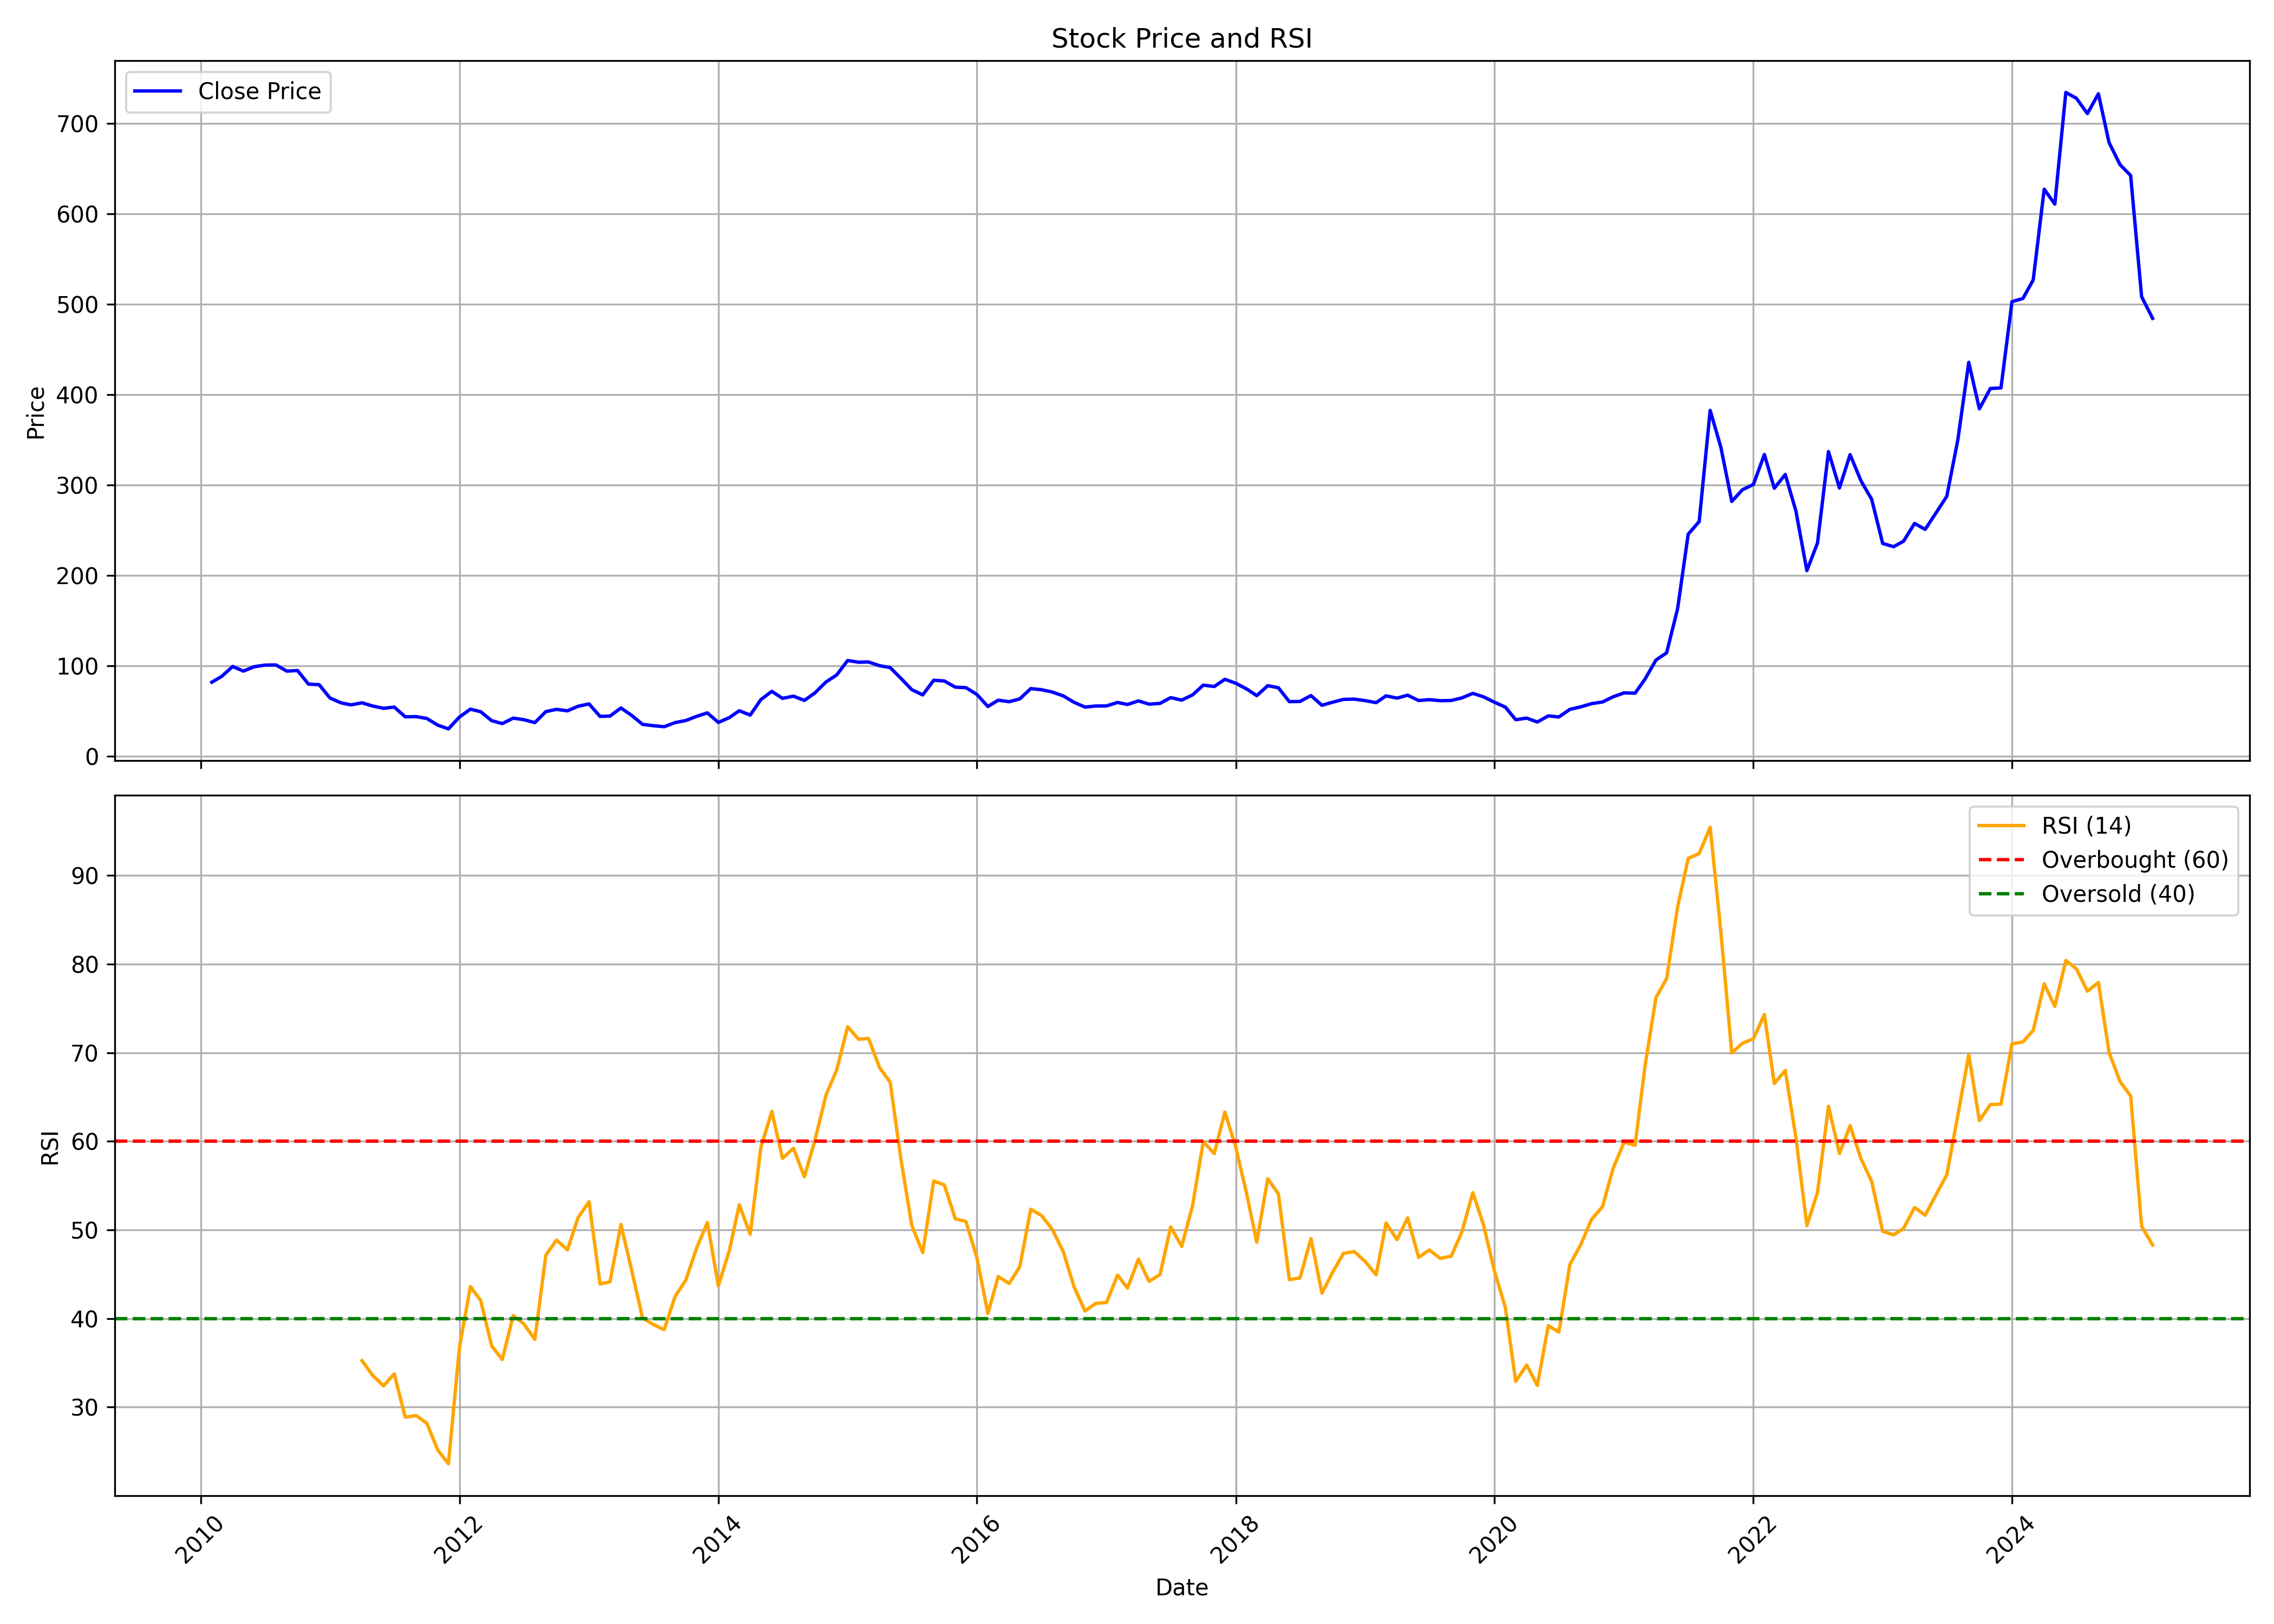 Stock Price and RSI
Close Price
700
600
500
400
300
200
100
0
Price
RSI (14)
Overbought (60)
Oversold (40)
90
80
70
60
50
40
30
RSI
2010
2012
2014
2016
2018
2020
2022
2024
Date